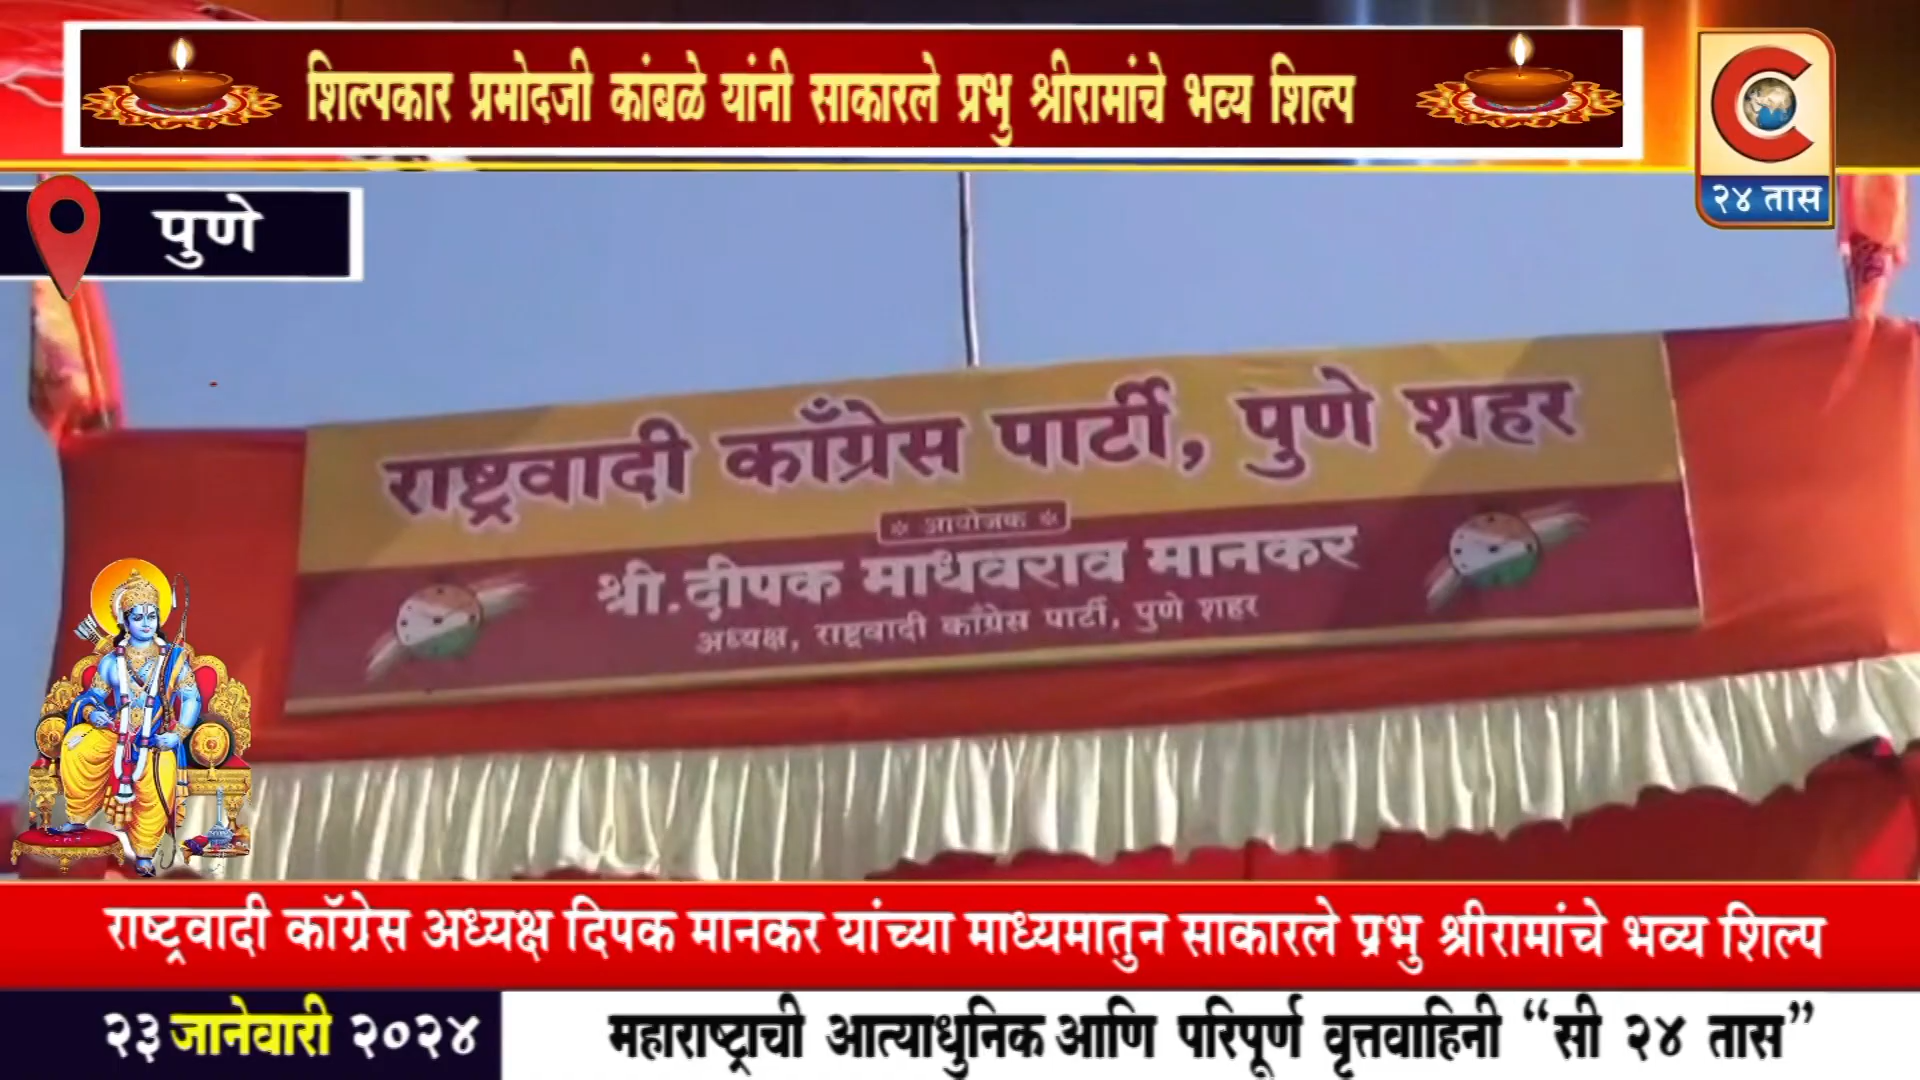 शिल्पकार प्रमोदजी कांबळे यांनी साकारले प्रभु श्रीरामांचे भव्य शिल्प
C
२४ तास
पुणे
राष्ट्रवादी काँग्रेस पार्टी, पुणे शहर
आयोजक
श्री.दीपक माधवराव मानकर
अध्यक्ष, राष्ट्रवादी काँग्रेस पार्टी, पुणे शहर
राष्ट्रवादी कॉग्रेस अध्यक्ष दिपक मानकर यांच्या माध्यमातुन साकारले प्रभु श्रीरामांचे भव्य शिल्प
२३ जानेवारी २०२४
महाराष्ट्राची आत्याधुनिक आणि परिपूर्ण वृत्तवाहिनी “सी २४ तास”